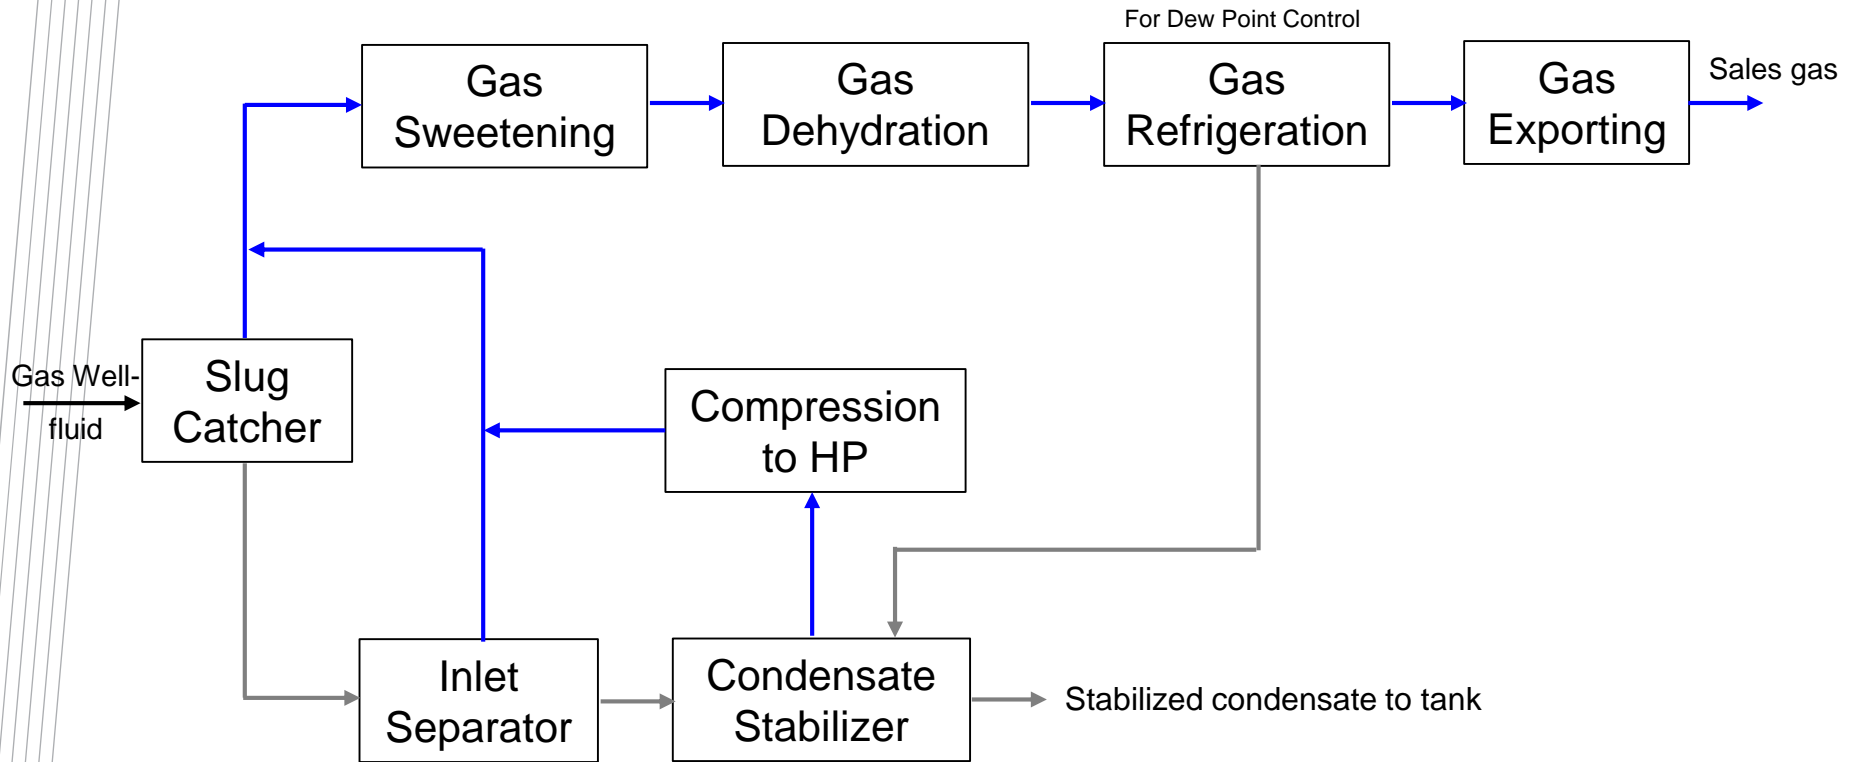 For Dew Point Control
Gas
Sweetening
Gas
Dehydration
Gas
Refrigeration
Gas
Exporting
Sales gas
Gas Well-
fluid
Slug
Catcher
Compression
to HP
Inlet
Separator
Condensate
Stabilizer
Stabilized condensate to tank